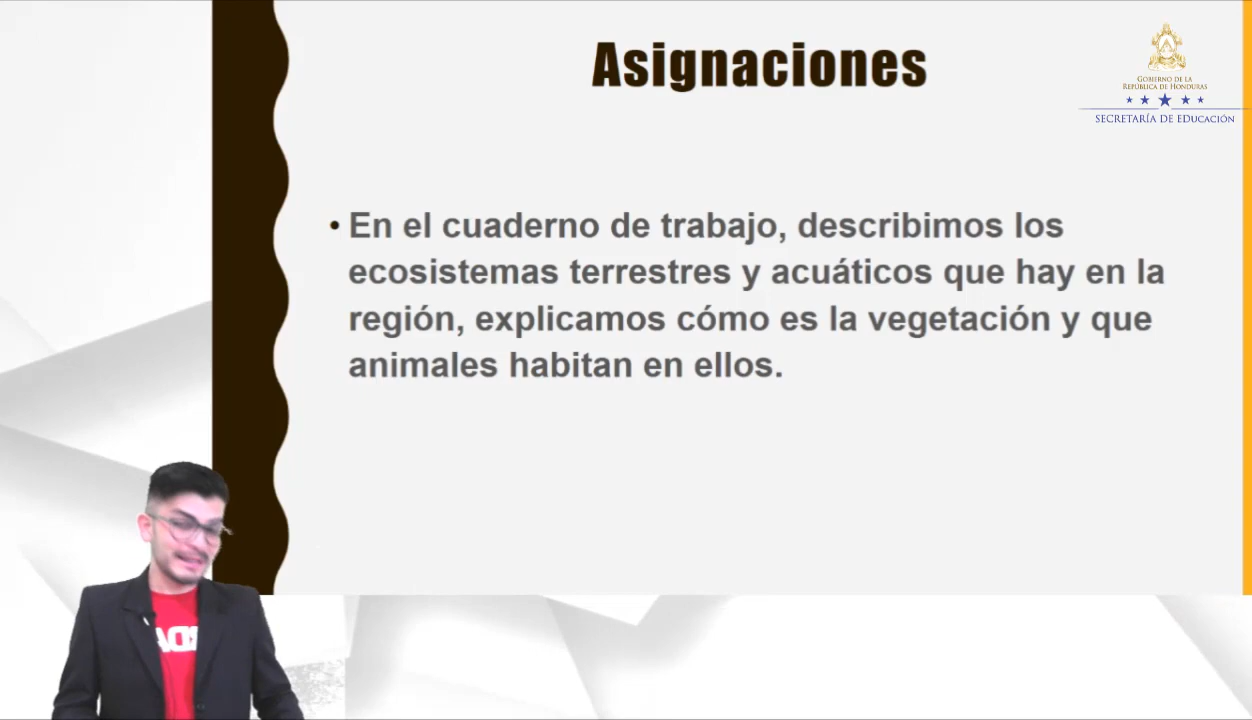 Asignaciones
GOBIERNO DE LA
REPÚBLICA DE HONDURAS
SECRETARÍA DE EDUCACIÓN
• En el cuaderno de trabajo, describimos los
ecosistemas terrestres y acuáticos que hay en la
región, explicamos cómo es la vegetación y que
animales habitan en ellos.